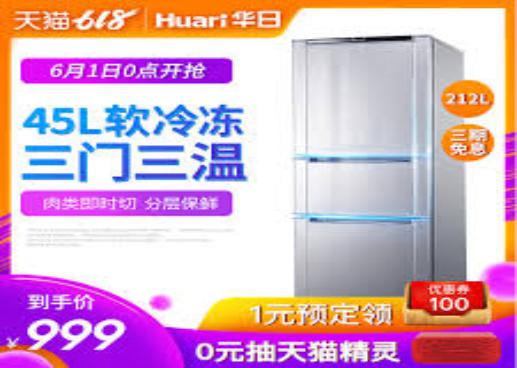 天猫618 Huari华日
6月1日0点开抢
45L软冷冻
三门三温
肉类即时切 分层保鲜
212L
三期
免息
到手价
¥999
优惠券
100
1元预定领
0元抽天猫精灵